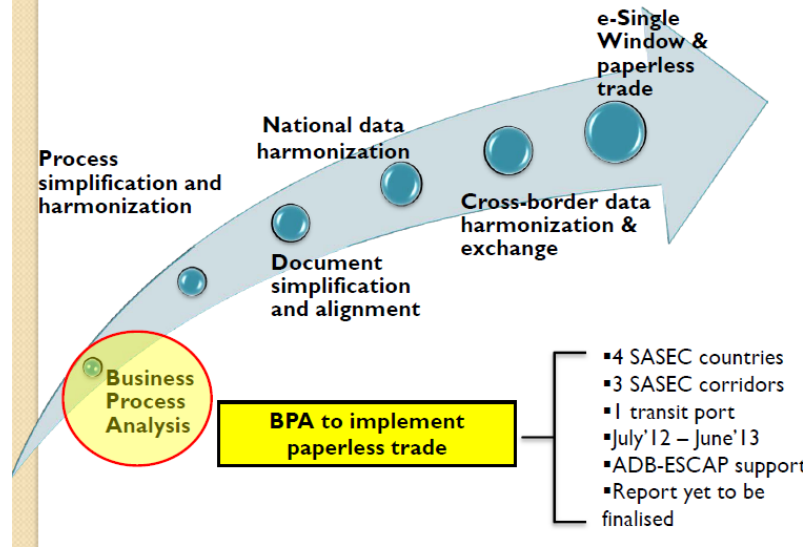 e-Single
Window &
paperless
trade
National data
harmonization
Process
simplification and
harmonization
Cross-border data
harmonization &
exchange
Document
simplification
and alignment
Business
Process
Analysis
BPA to implement
paperless trade
▪4 SASEC countries
▪3 SASEC corridors
▪1 transit port
▪July'12 – June'13
▪ADB-ESCAP support
▪Report yet to be
finalised